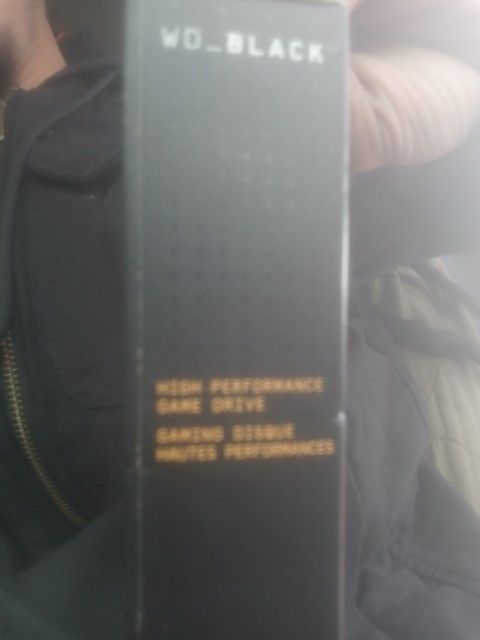 WD_BLACK
HIGH PERFORMANCE
GAME DRIVE
GAMING DISQUE
HAUTES PERFORMANCES